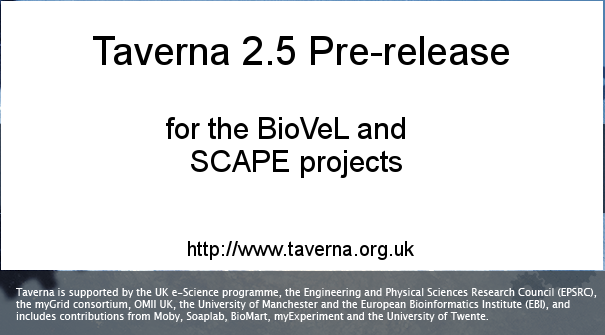 Taverna 2.5 Pre-release
for the BioVeL and
SCAPE projects
http://www.taverna.org.uk
Taverna is supported by the UK e-Science programme, the Engineering and Physical Sciences Research Council (EPSRC),
the myGrid consortium, OMII UK, the University of Manchester and the European Bioinformatics Institute (EBI), and
includes contributions from Moby, Soaplab, BioMart, myExperiment and the University of Twente.